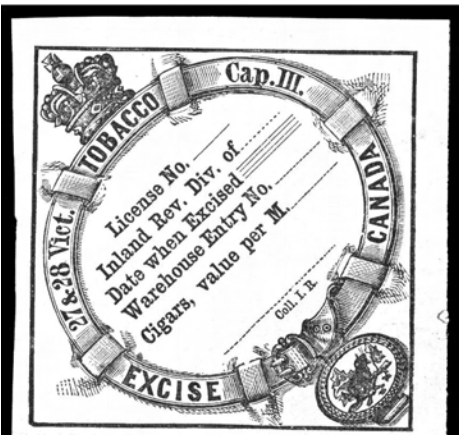 27 & 28 Vict.
TOBACCO
Cap. III.
CANADA
EXCISE
License No.
Inland Rev. Div. of
Date when Excised
Warehouse Entry No.
Cigars, value per M.
Coll. I. R.